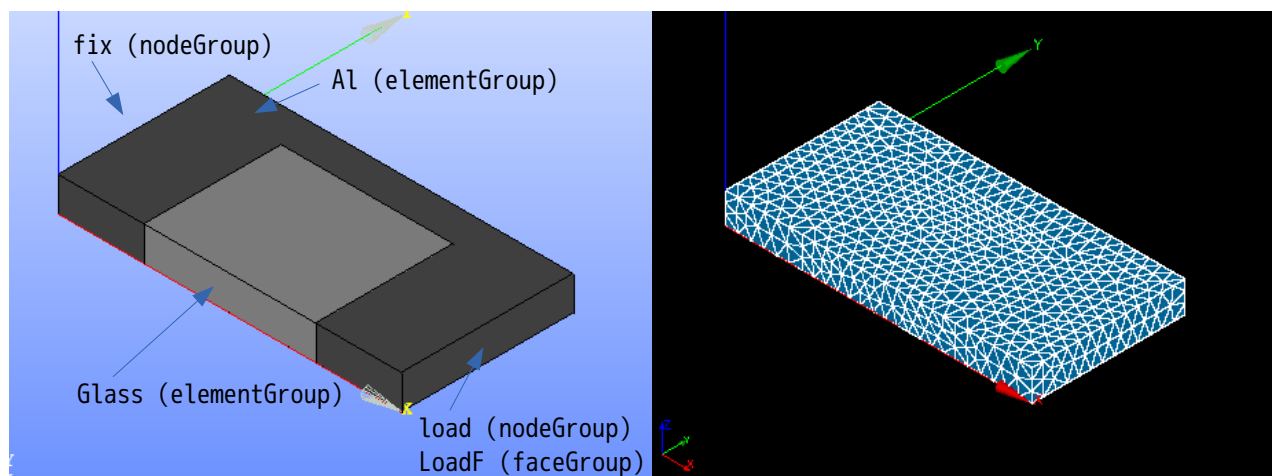 fix (nodeGroup)
Al (elementGroup)
Glass (elementGroup)
X
load (nodeGroup)
LoadF (faceGroup)
Y
X
Z
Y
X